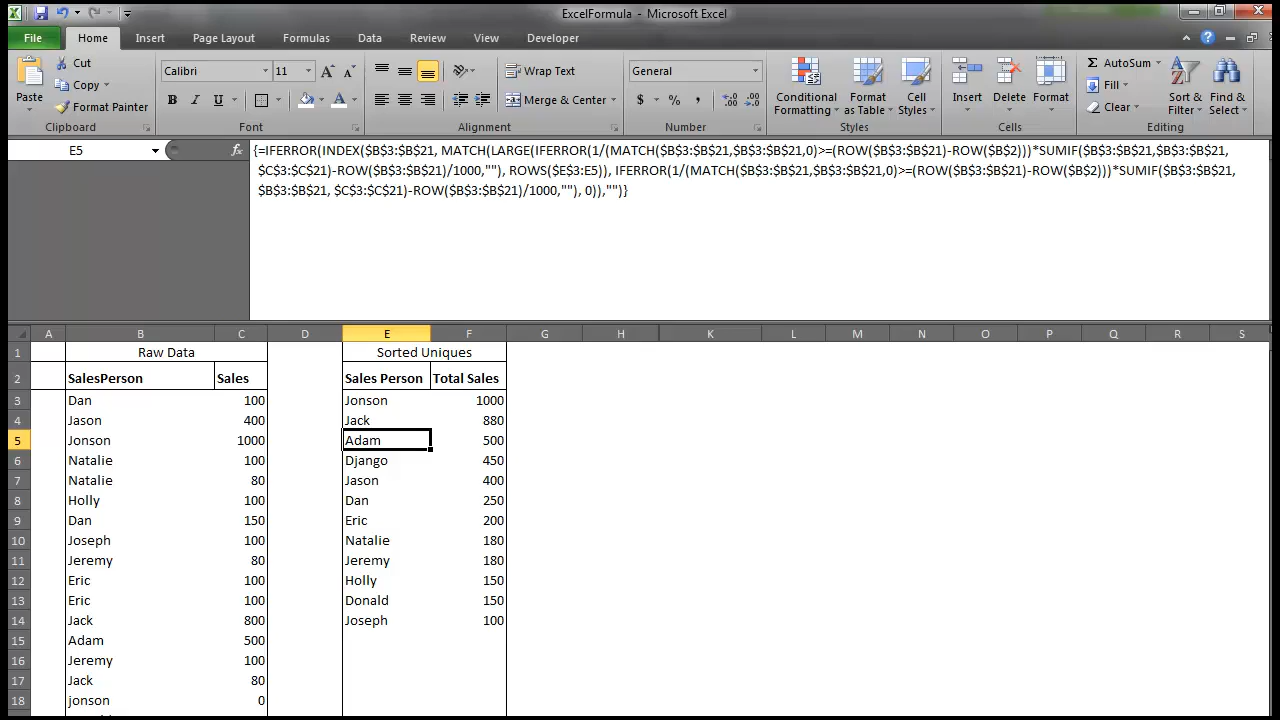 ExcelFormula - Microsoft Excel
File Home Insert Page Layout Formulas Data Review View Developer
Paste
Cut
Copy
Format Painter
Clipboard
Calibri 11
B I U A
Font
Wrap Text
Merge & Center
Alignment
General
$ % ,
Number
Conditional Formatting
Format as Table
Cell Styles
Styles
Insert Delete Format
Cells
AutoSum
Fill
Clear
Sort & Filter
Find & Select
Editing
E5
fx
{=IFERROR(INDEX($B$3:$B$21, MATCH(LARGE(IFERROR(1/(MATCH($B$3:$B$21,$B$3:$B$21,0)>=(ROW($B$3:$B$21)-ROW($B$2)))*SUMIF($B$3:$B$21,$B$3:$B$21,
$C$3:$C$21)-ROW($B$3:$B$21)/1000,""), ROWS($E$3:E5)), IFERROR(1/(MATCH($B$3:$B$21,$B$3:$B$21,0)>=(ROW($B$3:$B$21)-ROW($B$2)))*SUMIF($B$3:$B$21,
$B$3:$B$21, $C$3:$C$21)-ROW($B$3:$B$21)/1000,""), 0)),"")}
A B C D E F G H K L M N O P Q R S
1 Raw Data Sorted Uniques
2 SalesPerson Sales Sales Person Total Sales
3 Dan 100 Jonson 1000
4 Jason 400 Jack 880
5 Jonson 1000 Adam 500
6 Natalie 100 Django 450
7 Natalie 80 Jason 400
8 Holly 100 Dan 250
9 Dan 150 Eric 200
10 Joseph 100 Natalie 180
11 Jeremy 80 Jeremy 180
12 Eric 100 Holly 150
13 Eric 100 Donald 150
14 Jack 800 Joseph 100
15 Adam 500
16 Jeremy 100
17 Jack 80
18 jonson 0